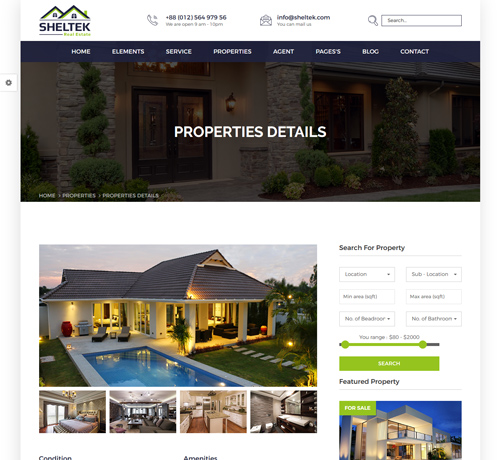 SHELTEK
Real Estate
+88 (012) 564 979 56
We are open 9 am - 10pm
info@sheltek.com
You can mail us
Search..
HOME ELEMENTS SERVICE PROPERTIES AGENT PAGES'S BLOG CONTACT
PROPERTIES DETAILS
HOME > PROPERTIES > PROPERTIES DETAILS
Search For Property
Location
Sub - Location
Min area (sqft)
Max area (sqft)
No. of Beadroor
No. of Bathroon
You range : $80 - $2000
SEARCH
Featured Property
FOR SALE
Condition
Amenities